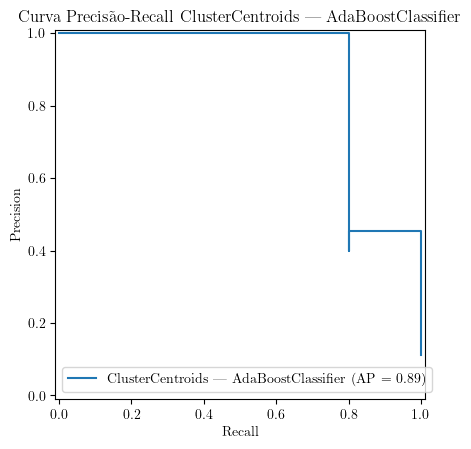 Curva Precisão-Recall ClusterCentroids — AdaBoostClassifier
1.0
0.8
0.6
0.4
0.2
0.0
Precision
ClusterCentroids — AdaBoostClassifier (AP = 0.89)
0.0 0.2 0.4 0.6 0.8 1.0
Recall